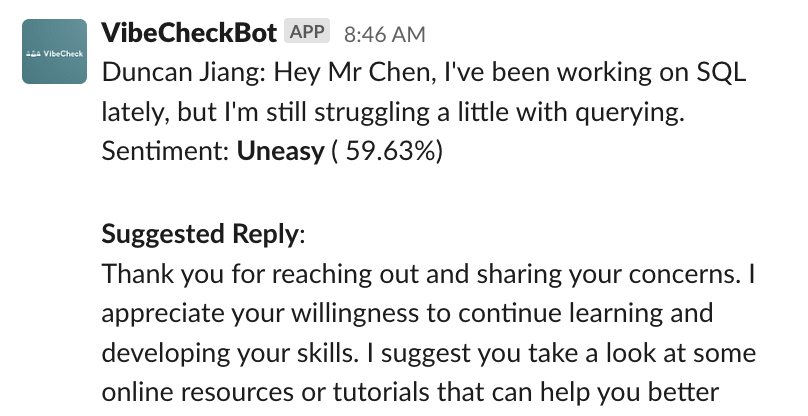 VibeCheck
VibeCheckBot APP 8:46 AM
Duncan Jiang: Hey Mr Chen, I've been working on SQL
lately, but I'm still struggling a little with querying.
Sentiment: Uneasy ( 59.63%)
Suggested Reply:
Thank you for reaching out and sharing your concerns. I
appreciate your willingness to continue learning and
developing your skills. I suggest you take a look at some
online resources or tutorials that can help you better